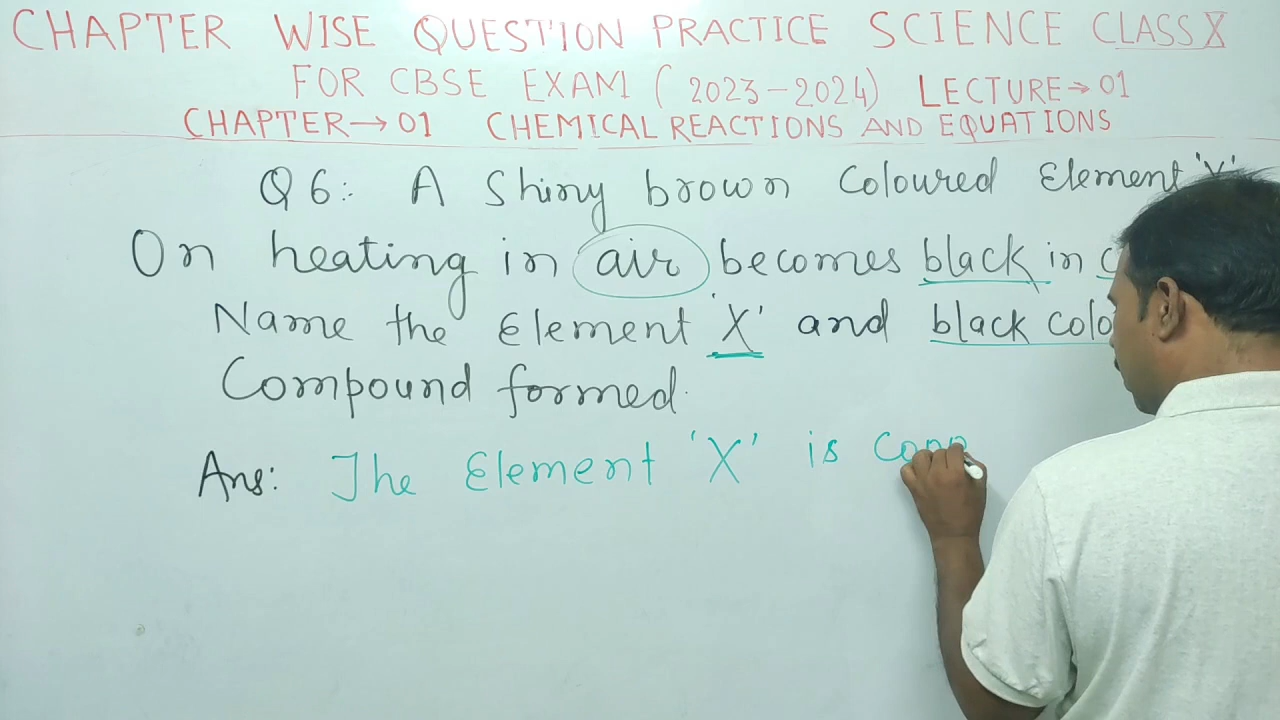 CHAPTER WISE QUESTION PRACTICE SCIENCE CLASS X
FOR CBSE EXAM (2023-2024) LECTURE→01
CHAPTER→01 CHEMICAL REACTIONS AND EQUATIONS
Q6:. A Shiny brown Coloured Element 'X'
On heating in air becomes black in
Name the Element 'X' and black
Compound formed.
Ans: The Element 'X' is Copp